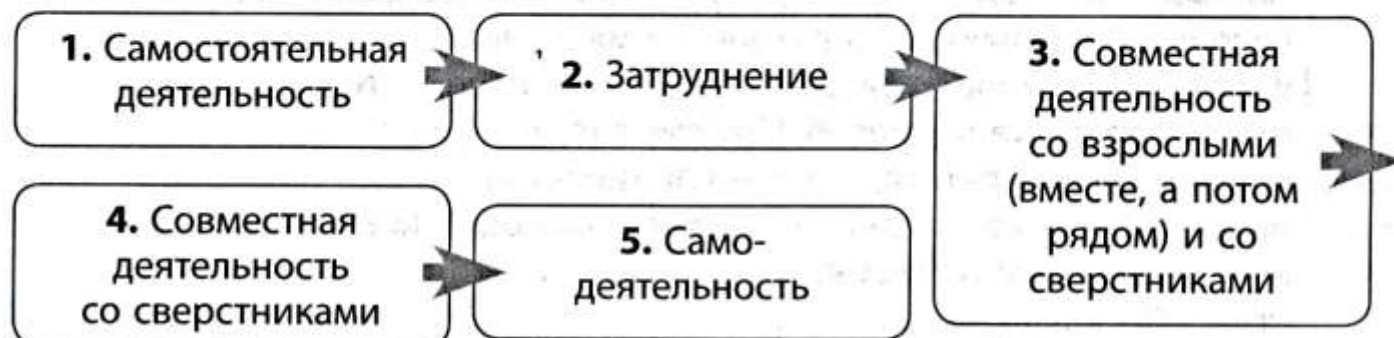 1. Самостоятельная
деятельность
2. Затруднение
3. Совместная
деятельность
со взрослыми
(вместе, а потом
рядом) и со
сверстниками
4. Совместная
деятельность
со сверстниками
5. Само-
деятельность